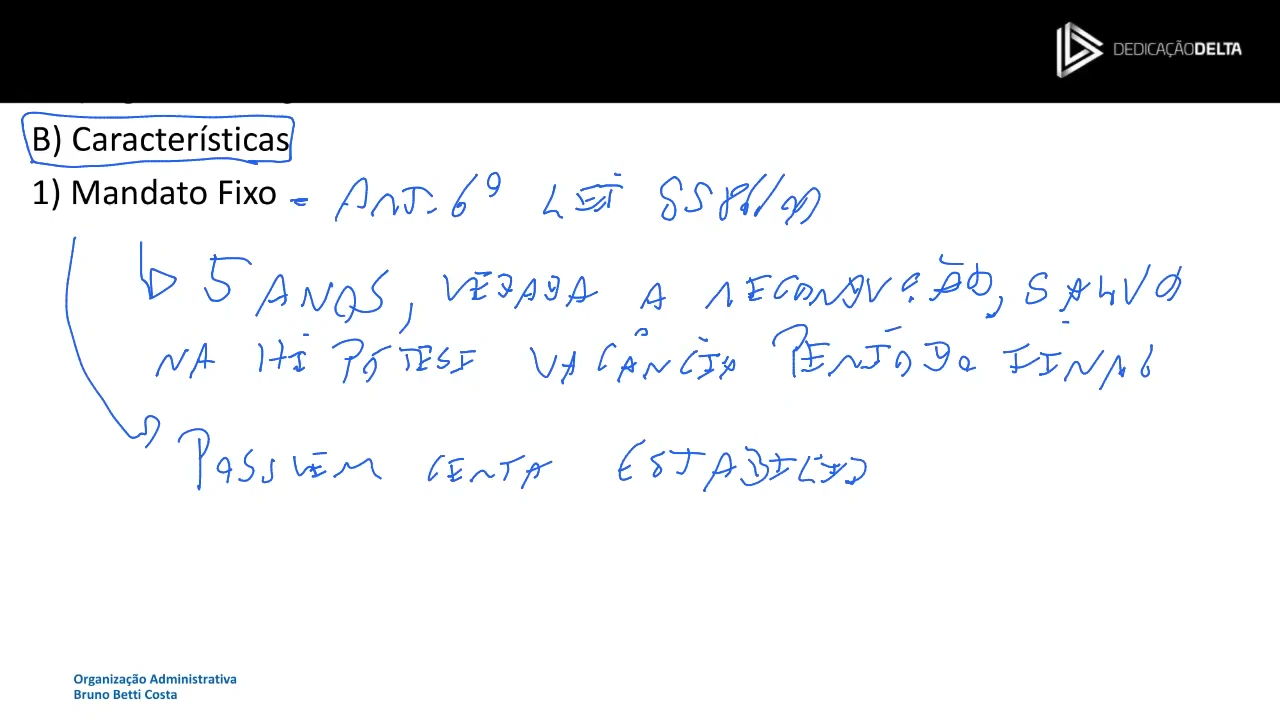 DEDICAÇÃODELTA
B) Características
1) Mandato Fixo - ART. 6º LEI
5 ANOS, VEDADA A RECONDUÇÃO, SALVO
NA HIPÓTESE VACÂNCIA PERÍODO FINAL
POSSUEM CERTA ESTABILID
Organização Administrativa
Bruno Betti Costa